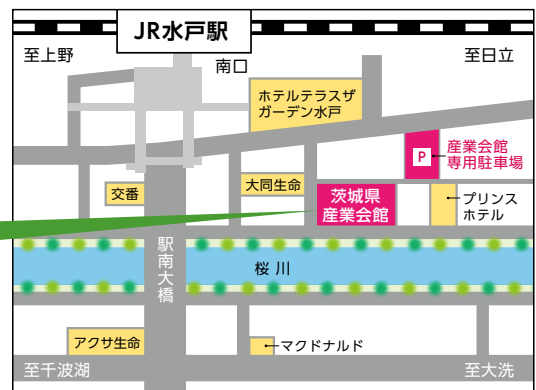 JR水戸駅
至上野
南口
至日立
ホテルテラスザ
ガーデン水戸
P
産業会館
専用駐車場
大同生命
交番
茨城県
産業会館
プリンス
ホテル
駅南大橋
桜川
アクサ生命
マクドナルド
至千波湖
至大洗